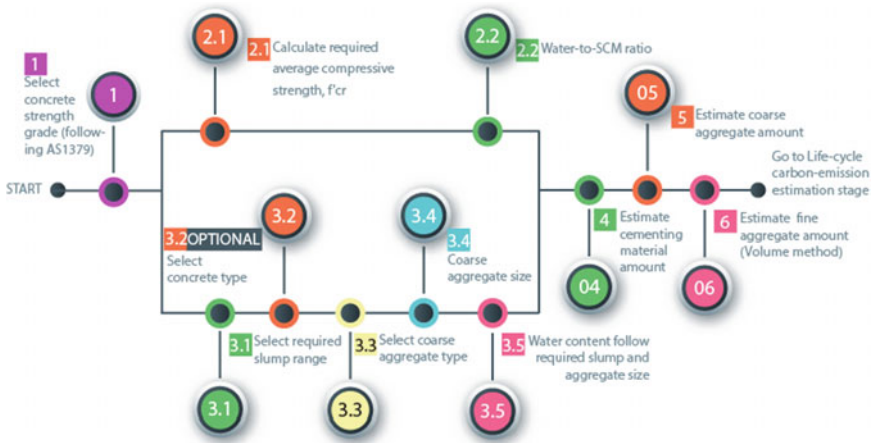 START
1
Select
concrete
strength
grade (follow-
ing AS1379)
1
2.1
2.1 Calculate required
average compressive
strength, f'cr
2.2
2.2 Water-to-SCM ratio
3.2 OPTIONAL
Select
concrete type
3.2
3.1 Select required
slump range
3.1
3.3 Select coarse
aggregate type
3.3
3.4
3.4
Coarse
aggregate size
3.5 Water content follow
required slump and
aggregate size
3.5
4 Estimate
cementing
material
amount
04
05
5 Estimate coarse
aggregate amount
6 Estimate fine
aggregate amount
(Volume method)
06
Go to Life-cycle
carbon-emission
estimation stage